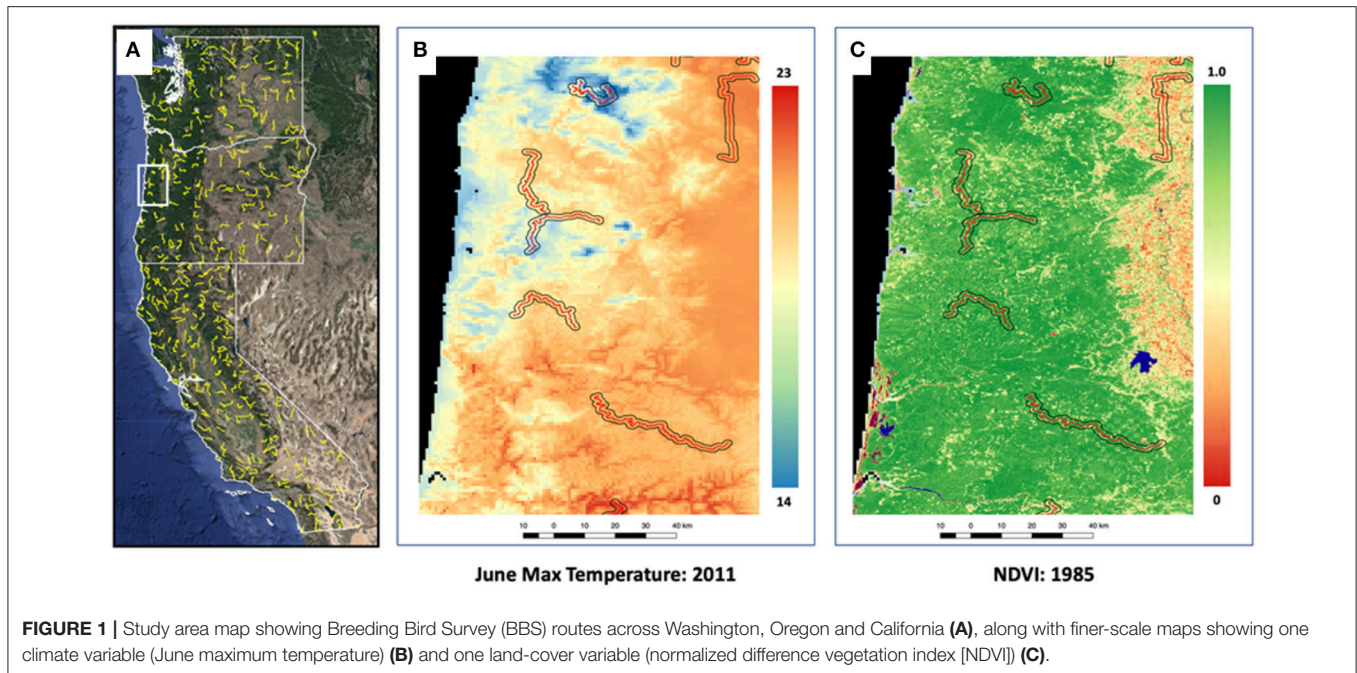 A
B
23
14
10 0 10 20 30 40 km
June Max Temperature: 2011
C
1.0
0
10 0 10 20 30 40 km
NDVI: 1985
FIGURE 1 | Study area map showing Breeding Bird Survey (BBS) routes across Washington, Oregon and California (A), along with finer-scale maps showing one
climate variable (June maximum temperature) (B) and one land-cover variable (normalized difference vegetation index [NDVI]) (C).